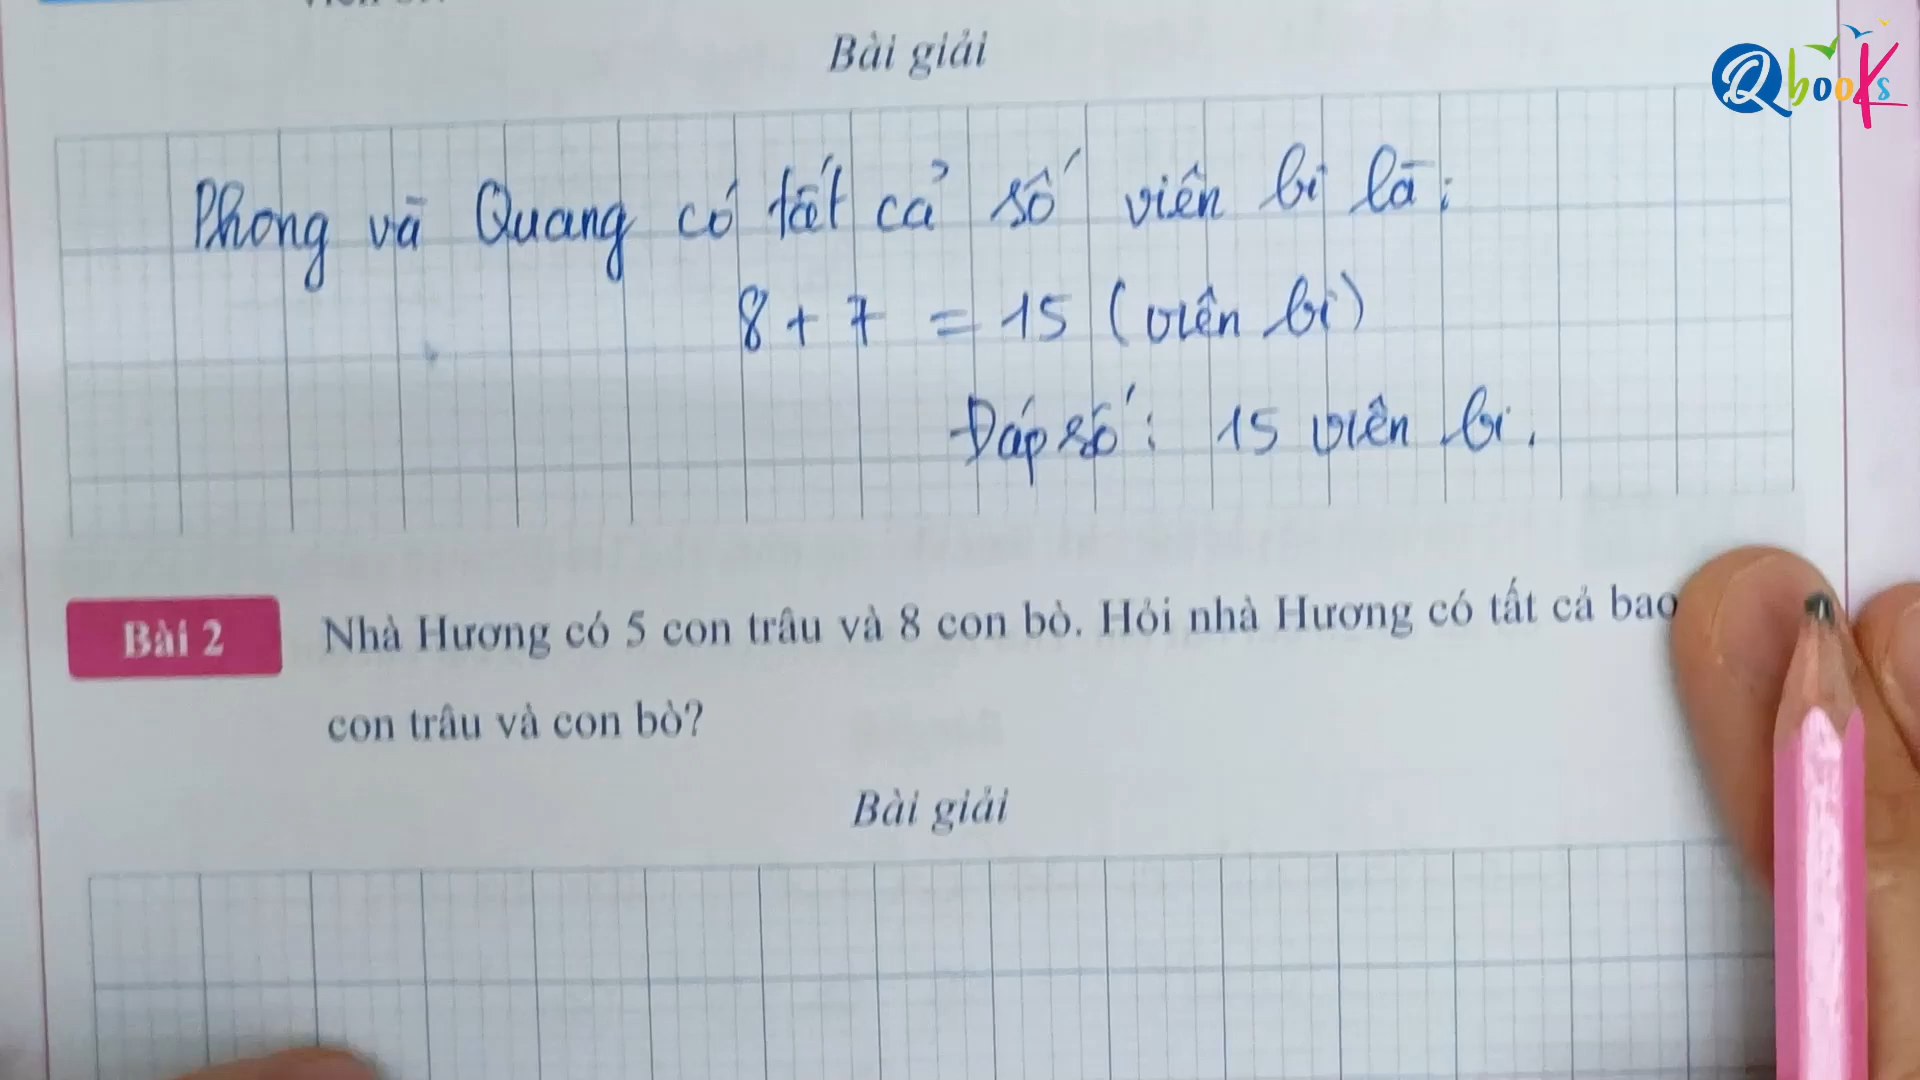 Bài giải
Qbooks
Phong và Quang có tất cả số viên bi là:
8 + 7 = 15 (viên bi)
Đáp số: 15 viên bi.
Bài 2 Nhà Hương có 5 con trâu và 8 con bò. Hỏi nhà Hương có tất cả bao
con trâu và con bò?
Bài giải